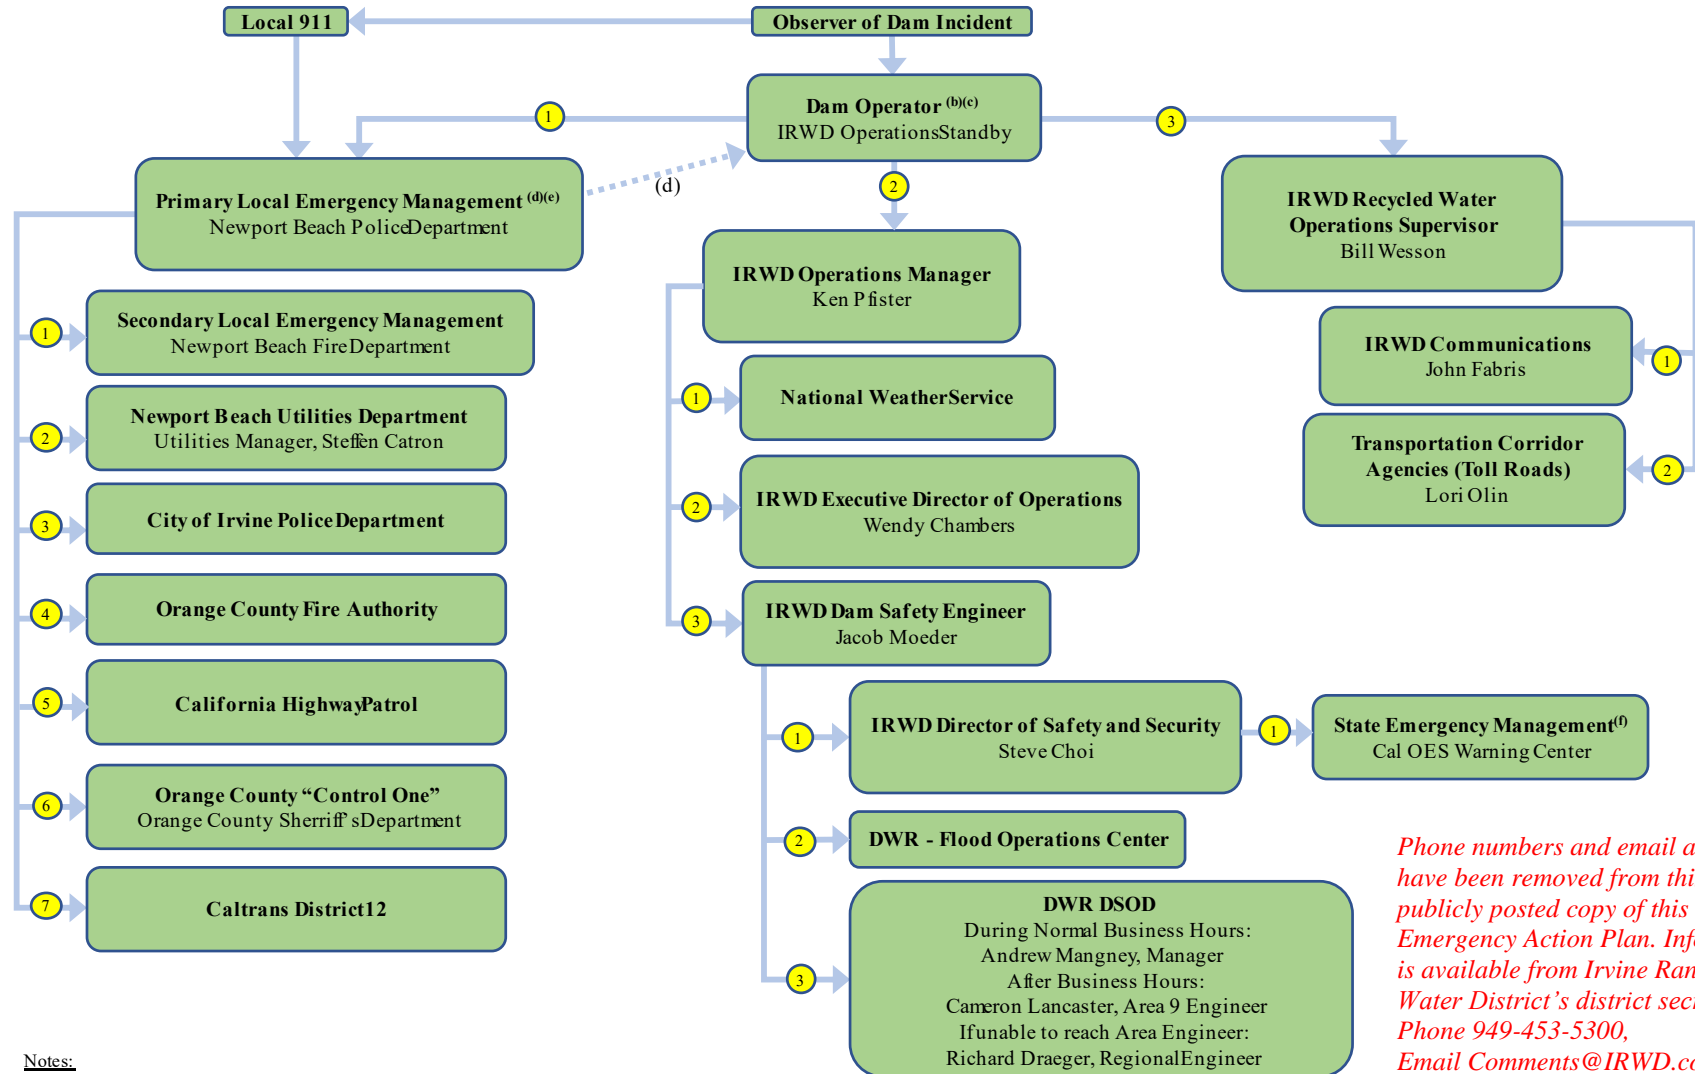 Local 911
Observer of Dam Incident
Dam Operator (b)(c)
IRWD OperationsStandby
1
3
(d)
2
Primary Local Emergency Management (d)(e)
Newport Beach PoliceDepartment
IRWD Recycled Water
Operations Supervisor
Bill Wesson
1
Secondary Local Emergency Management
Newport Beach FireDepartment
2
Newport Beach Utilities Department
Utilities Manager, Steffen Catron
3
City of Irvine PoliceDepartment
4
Orange County Fire Authority
5
California HighwayPatrol
6
Orange County “Control One”
Orange County Sherriff’sDepartment
7
Caltrans District12
IRWD Operations Manager
Ken Pfister
1
National WeatherService
2
IRWD Executive Director of Operations
Wendy Chambers
3
IRWD Dam Safety Engineer
Jacob Moeder
1
IRWD Director of Safety and Security
Steve Choi
1
State Emergency Management(f)
Cal OES Warning Center
2
DWR - Flood Operations Center
3
DWR DSOD
During Normal Business Hours:
Andrew Mangney, Manager
After Business Hours:
Cameron Lancaster, Area 9 Engineer
Ifunable to reach Area Engineer:
Richard Draeger, RegionalEngineer
IRWD Communications
John Fabris
1
Transportation Corridor
Agencies (Toll Roads)
Lori Olin
2
Phone numbers and email a
have been removed from thi
publicly posted copy of this
Emergency Action Plan. Inf
is available from Irvine Ran
Water District’s district sec
Phone 949-453-5300,
Email Comments@IRWD.co
Notes: